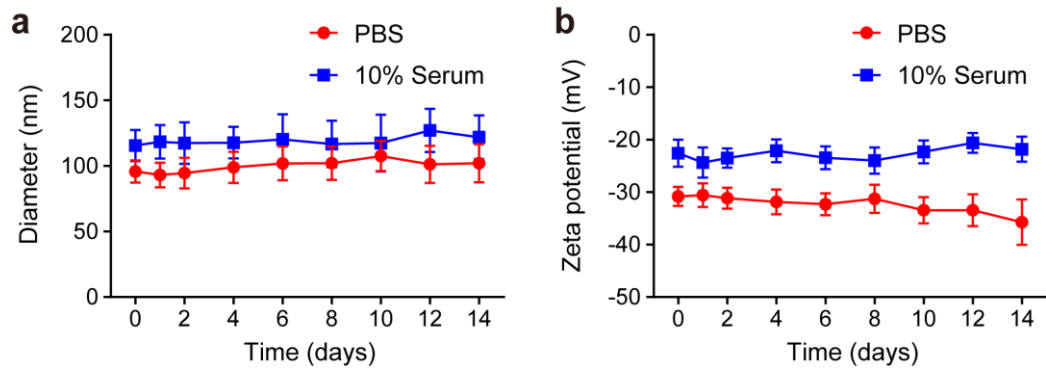 a
PBS
10% Serum
Diameter (nm)
200
150
100
50
0
0 2 4 6 8 10 12 14
Time (days)
b
PBS
10% Serum
Zeta potential (mV)
0
-10
-20
-30
-40
-50
0 2 4 6 8 10 12 14
Time (days)